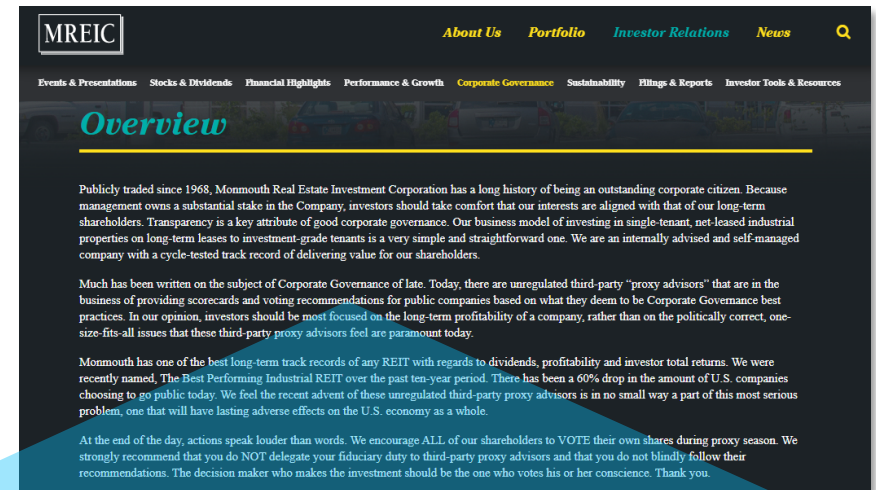 MREIC
About Us Portfolio Investor Relations News
Events & Presentations Stocks & Dividends Financial Highlights Performance & Growth Corporate Governance Sustainability Filings & Reports Investor Tools & Resources
Overview
Publicly traded since 1968, Monmouth Real Estate Investment Corporation has a long history of being an outstanding corporate citizen. Because
management owns a substantial stake in the Company, investors should take comfort that our interests are aligned with that of our long-term
shareholders. Transparency is a key attribute of good corporate governance. Our business model of investing in single-tenant, net-leased industrial
properties on long-term leases to investment-grade tenants is a very simple and straightforward one. We are an internally advised and self-managed
company with a cycle-tested track record of delivering value for our shareholders.
Much has been written on the subject of Corporate Governance of late. Today, there are unregulated third-party “proxy advisors” that are in the
business of providing scorecards and voting recommendations for public companies based on what they deem to be Corporate Governance best
practices. In our opinion, investors should be most focused on the long-term profitability of a company, rather than on the politically correct, one-
size-fits-all issues that these third-party proxy advisors feel are paramount today.
Monmouth has one of the best long-term track records of any REIT with regards to dividends, profitability and investor total returns. We were
recently named, The Best Performing Industrial REIT over the past ten-year period. There has been a 60% drop in the amount of U.S. companies
choosing to go public today. We feel the recent advent of these unregulated third-party proxy advisors is in no small way a part of this most serious
problem, one that will have lasting adverse effects on the U.S. economy as a whole.
At the end of the day, actions speak louder than words. We encourage ALL of our shareholders to VOTE their own shares during proxy season. We
strongly recommend that you do NOT delegate your fiduciary duty to third-party proxy advisors and that you do not blindly follow their
recommendations. The decision maker who makes the investment should be the one who votes his or her conscience. Thank you.